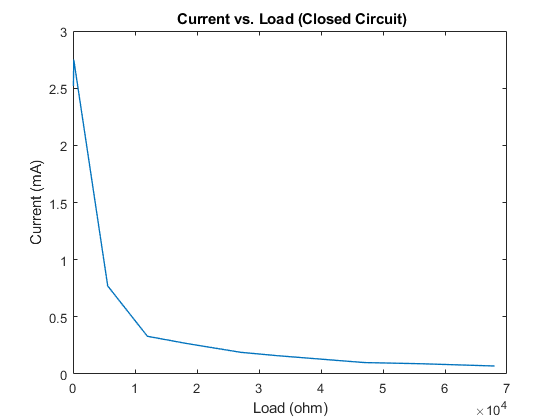 Current vs. Load (Closed Circuit)
3
2.5
2
1.5
1
0.5
0
Current (mA)
0 1 2 3 4 5 6 7
×10⁴
Load (ohm)